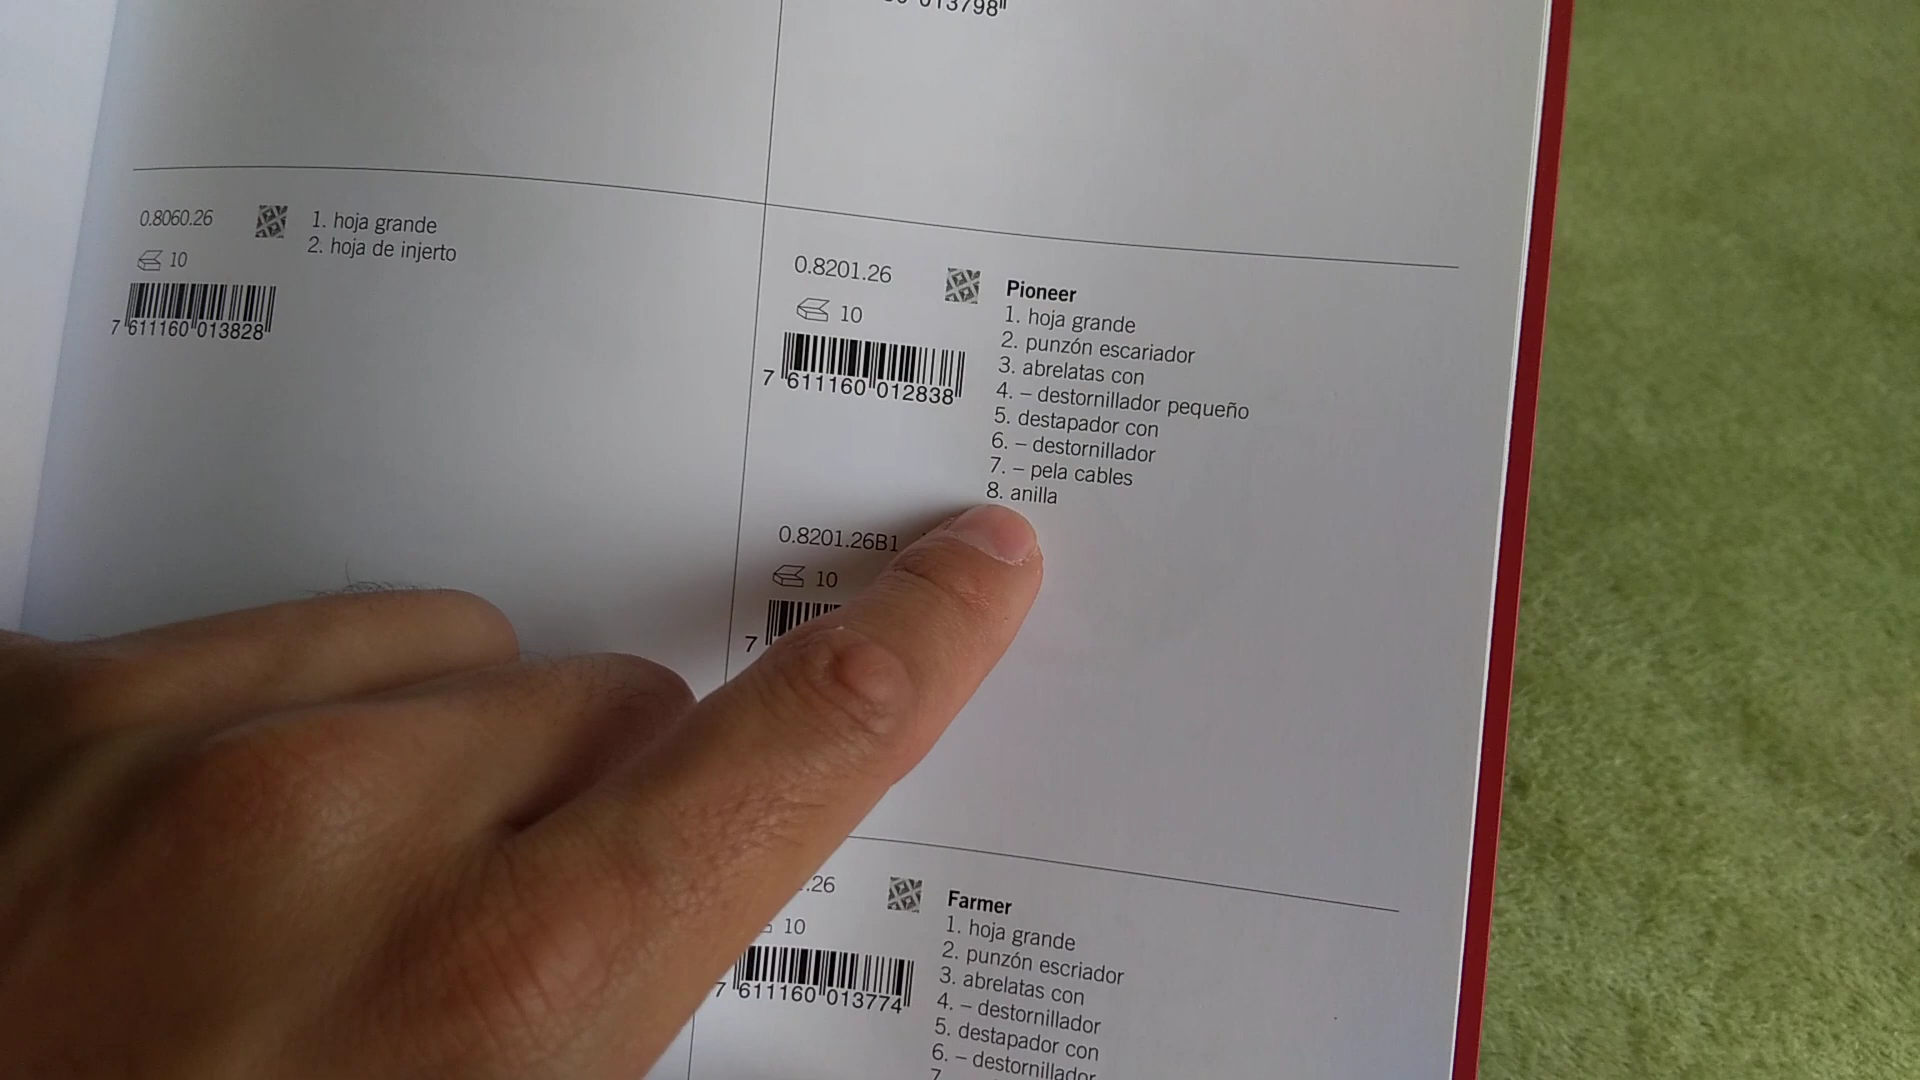 013798
0.8060.26
10
7 611160 013828
1. hoja grande
2. hoja de injerto
0.8201.26
10
7 611160 012838
Pioneer
1. hoja grande
2. punzón escariador
3. abrelatas con
4. – destornillador pequeño
5. destapador con
6. – destornillador
7. – pela cables
8. anilla
0.8201.26B1
10
7
.26
10
7 611160 013774
Farmer
1. hoja grande
2. punzón escriador
3. abrelatas con
4. – destornillador
5. destapador con
6. – destornillador
7.